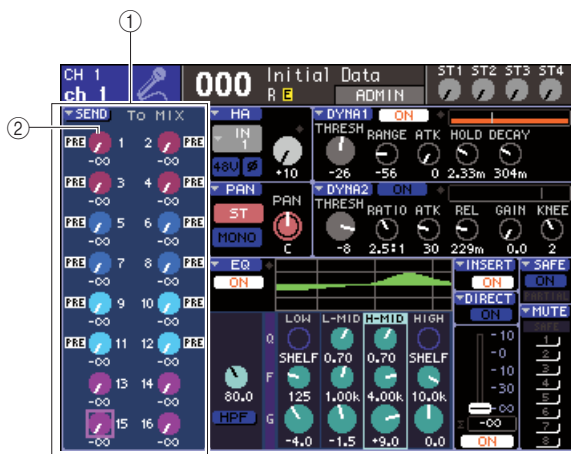 ①
②
CH 1
ch 1
000
Initial Data
R E
ADMIN
ST1 ST2 ST3 ST4
SEND To MIX
PRE 1 2 PRE
-∞ -∞
PRE 3 4 PRE
-∞ -∞
PRE 5 6 PRE
-∞ -∞
PRE 7 8 PRE
-∞ -∞
PRE 9 10 PRE
-∞ -∞
PRE 11 12 PRE
-∞ -∞
13 14
-∞ -∞
15 16
-∞ -∞
HA
IN
1
48V Ø
+10
DYNA1 ON
THRESH RANGE ATK HOLD DECAY
-26 -56 0 2.33m 304m
PAN
PAN
ST
MONO
C
DYNA2 ON
THRESH RATIO ATK REL GAIN KNEE
-8 2.5:1 30 229m 0.0 2
EQ
ON
LOW L-MID H-MID HIGH
Q
SHELF 0.70 0.70 SHELF
F
80.0 125 1.00k 4.00k 10.0k
HPF
G
-4.0 -1.5 +9.0 0.0
INSERT
ON
DIRECT
ON
-10
-0
-10
-30
-∞
Σ -∞
ON
SAFE
ON
PARTIAL
MUTE
SAFE
1
2
3
4
5
6
7
8